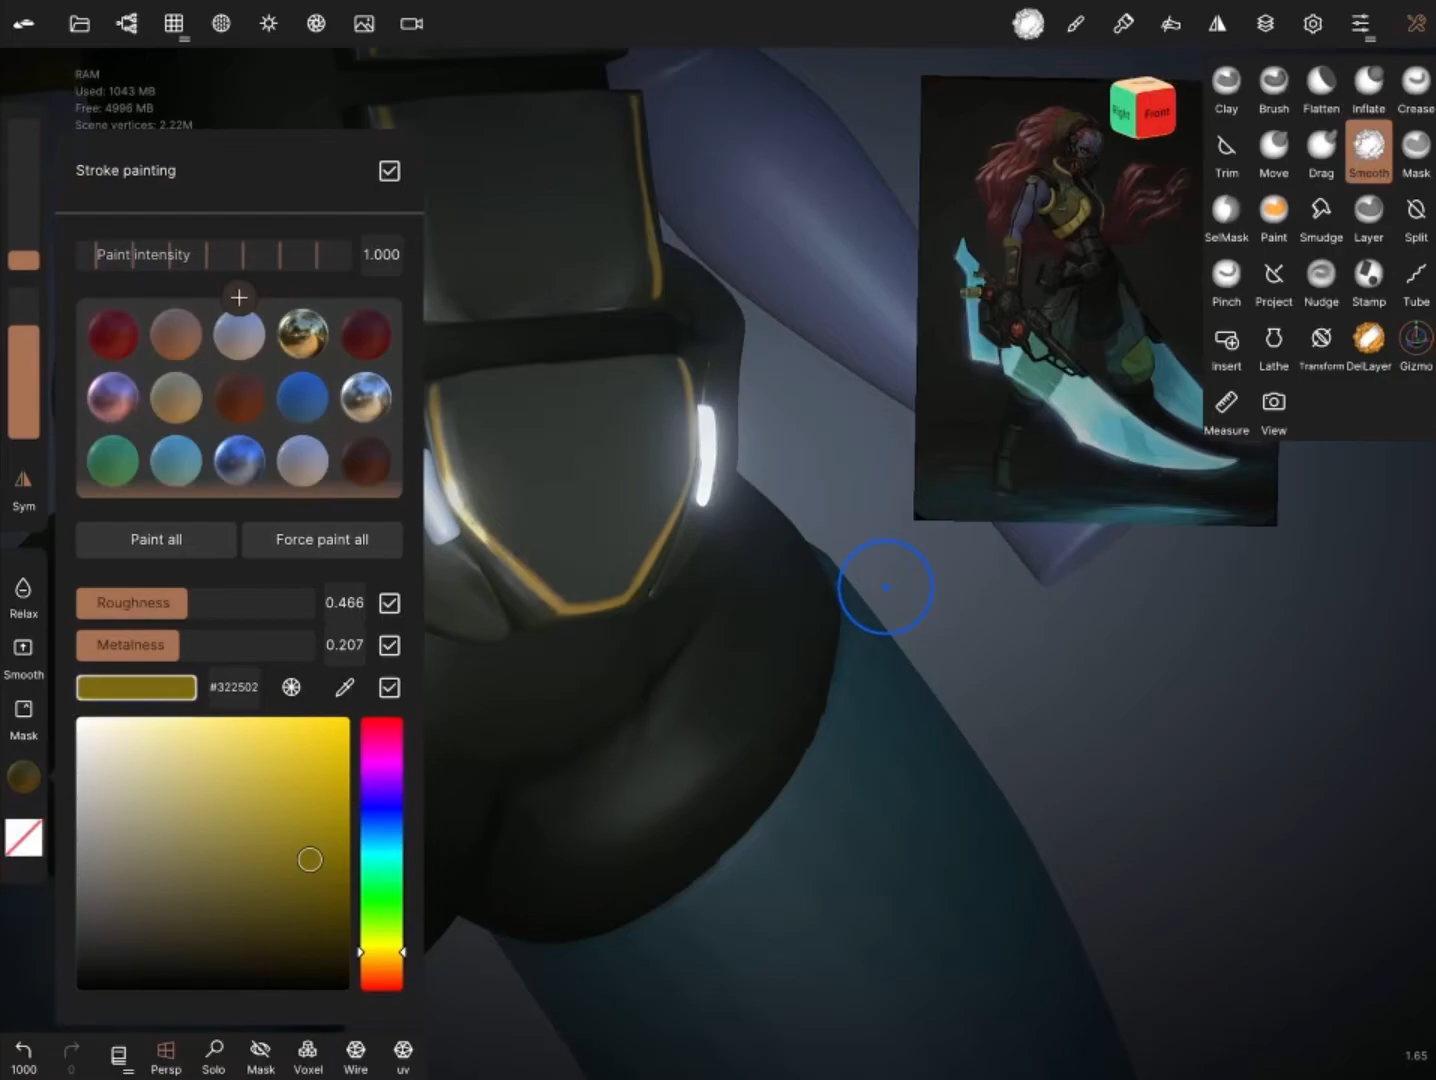 RAM
Used: 1043 MB
Free: 4996 MB
Scene vertices: 2.22M
Stroke painting
Paint intensity 1.000
Paint all Force paint all
Roughness 0.466
Metalness 0.207
#322502
Sym
Relax
Smooth
Mask
Right Front
Clay Brush Flatten Inflate Crease
Trim Move Drag Smooth Mask
SelMask Paint Smudge Layer Split
Pinch Project Nudge Stamp Tube
Insert Lathe Transform DelLayer Gizmo
Measure View
1000 0 Persp Solo Mask Voxel Wire uv
1.65